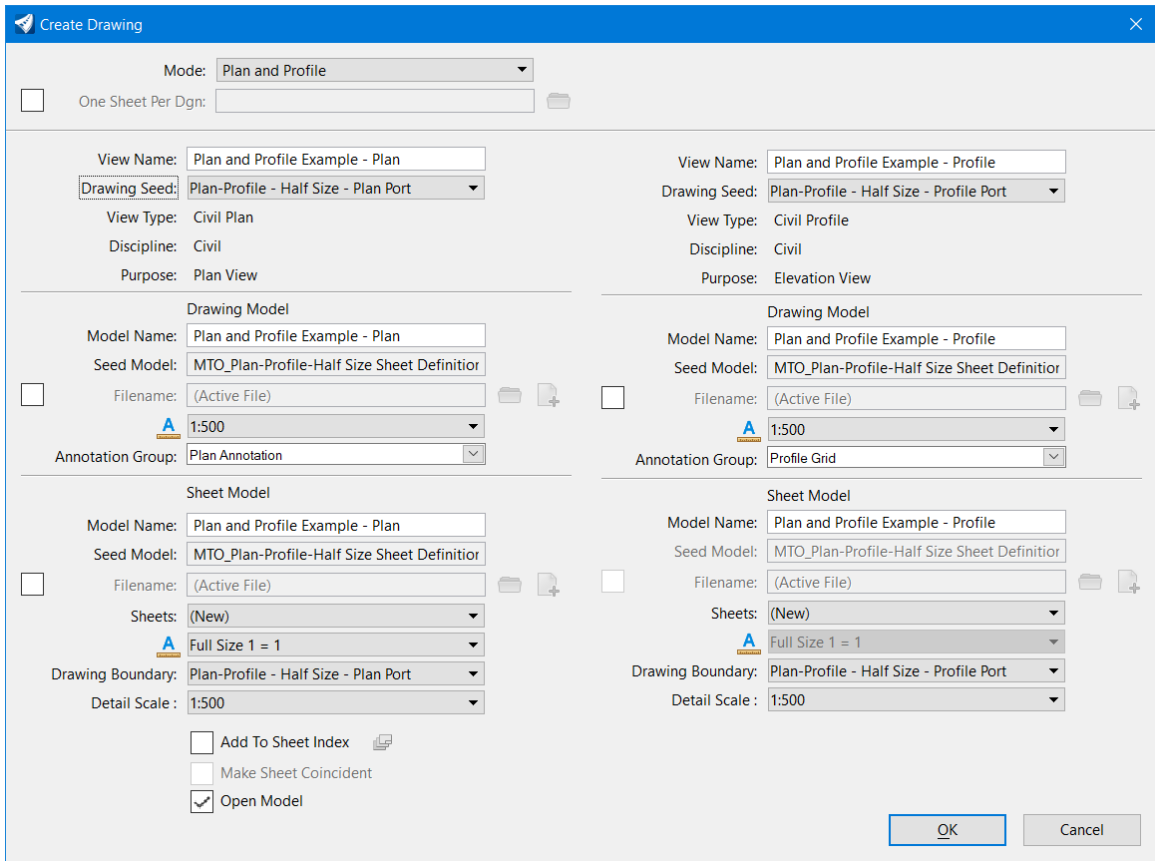 Create Drawing
Mode: Plan and Profile
One Sheet Per Dgn:
View Name: Plan and Profile Example - Plan
Drawing Seed: Plan-Profile - Half Size - Plan Port
View Type: Civil Plan
Discipline: Civil
Purpose: Plan View
Drawing Model
Model Name: Plan and Profile Example - Plan
Seed Model: MTO_Plan-Profile-Half Size Sheet Definition
Filename: (Active File)
A 1:500
Annotation Group: Plan Annotation
Sheet Model
Model Name: Plan and Profile Example - Plan
Seed Model: MTO_Plan-Profile-Half Size Sheet Definition
Filename: (Active File)
Sheets: (New)
A Full Size 1 = 1
Drawing Boundary: Plan-Profile - Half Size - Plan Port
Detail Scale : 1:500
Add To Sheet Index
Make Sheet Coincident
Open Model
View Name: Plan and Profile Example - Profile
Drawing Seed: Plan-Profile - Half Size - Profile Port
View Type: Civil Profile
Discipline: Civil
Purpose: Elevation View
Drawing Model
Model Name: Plan and Profile Example - Profile
Seed Model: MTO_Plan-Profile-Half Size Sheet Definition
Filename: (Active File)
A 1:500
Annotation Group: Profile Grid
Sheet Model
Model Name: Plan and Profile Example - Profile
Seed Model: MTO_Plan-Profile-Half Size Sheet Definition
Filename: (Active File)
Sheets: (New)
A Full Size 1 = 1
Drawing Boundary: Plan-Profile - Half Size - Profile Port
Detail Scale : 1:500
OK Cancel